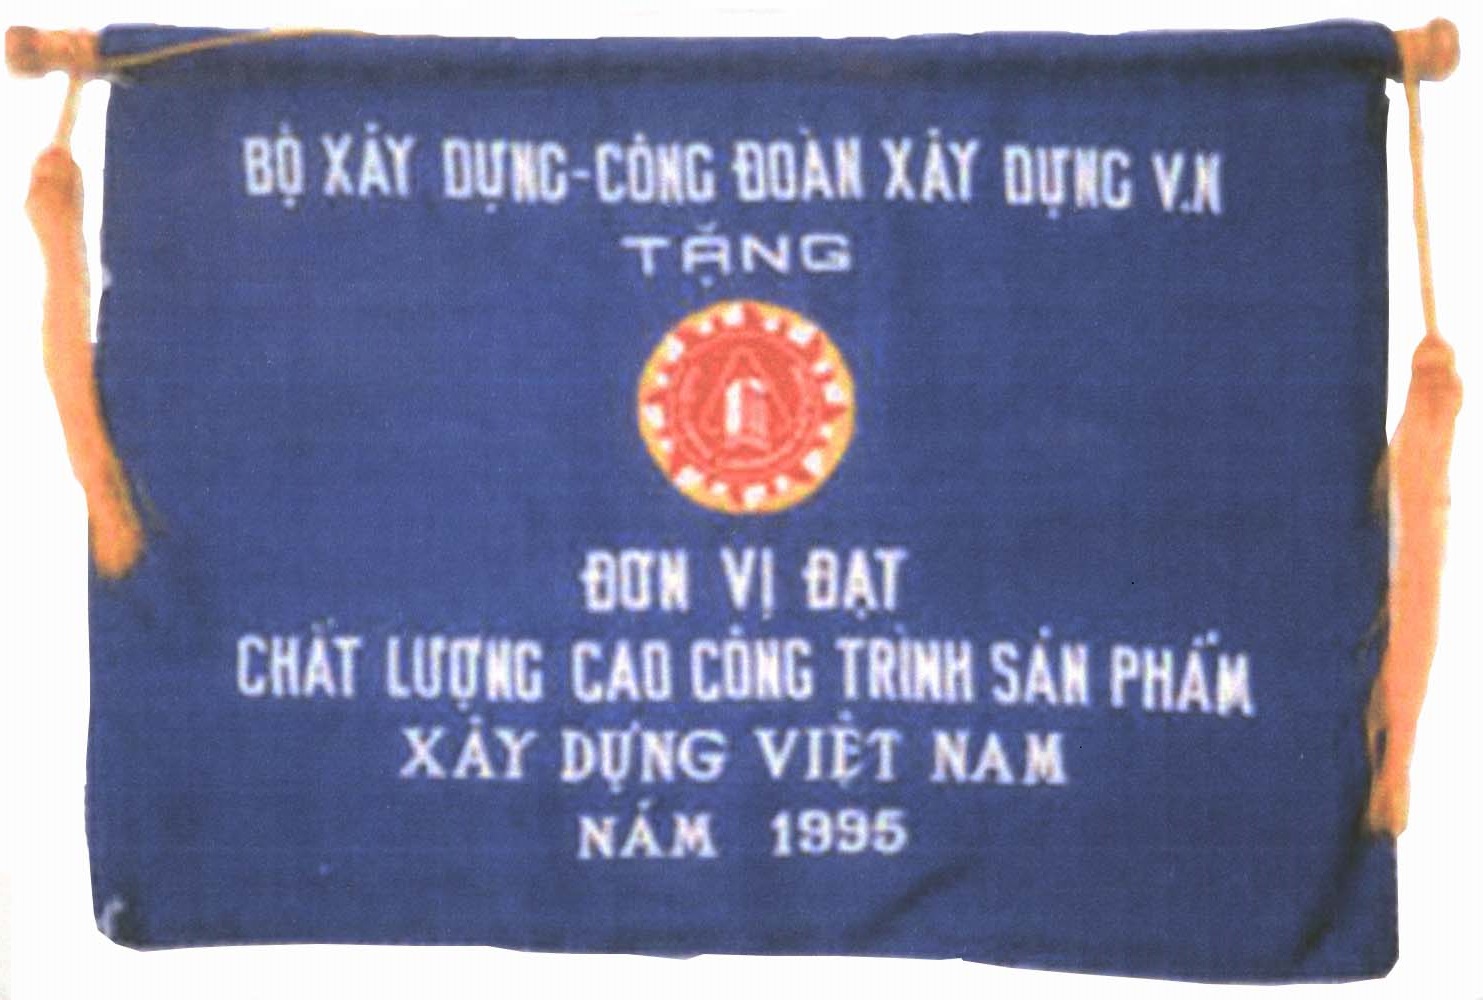 BỘ XÂY DỰNG-CÔNG ĐOÀN XÂY DỰNG V.N
TẶNG
ĐƠN VỊ ĐẠT
CHẤT LƯỢNG CAO CÔNG TRÌNH SẢN PHẨM
XÂY DỰNG VIỆT NAM
NĂM 1995